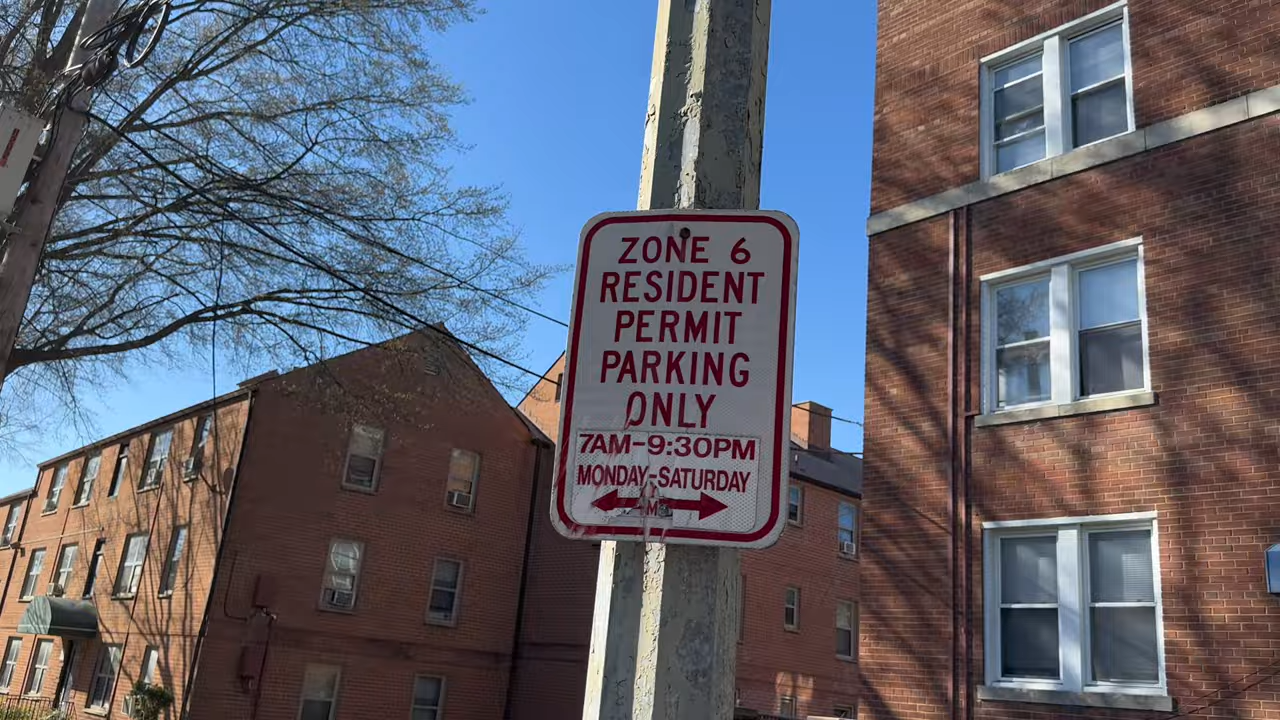 ZONE 6
RESIDENT
PERMIT
PARKING
ONLY
7AM-9:30PM
MONDAY-SATURDAY